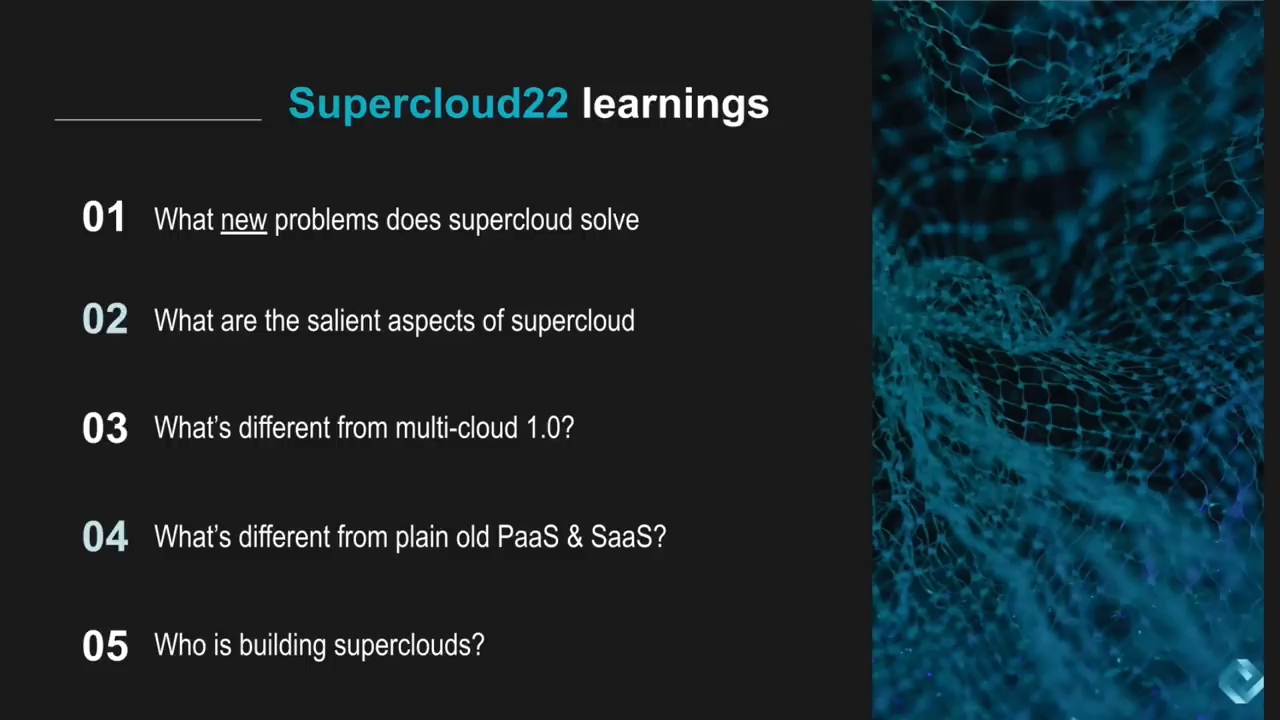 Supercloud22 learnings
01 What new problems does supercloud solve
02 What are the salient aspects of supercloud
03 What’s different from multi-cloud 1.0?
04 What’s different from plain old PaaS & SaaS?
05 Who is building superclouds?